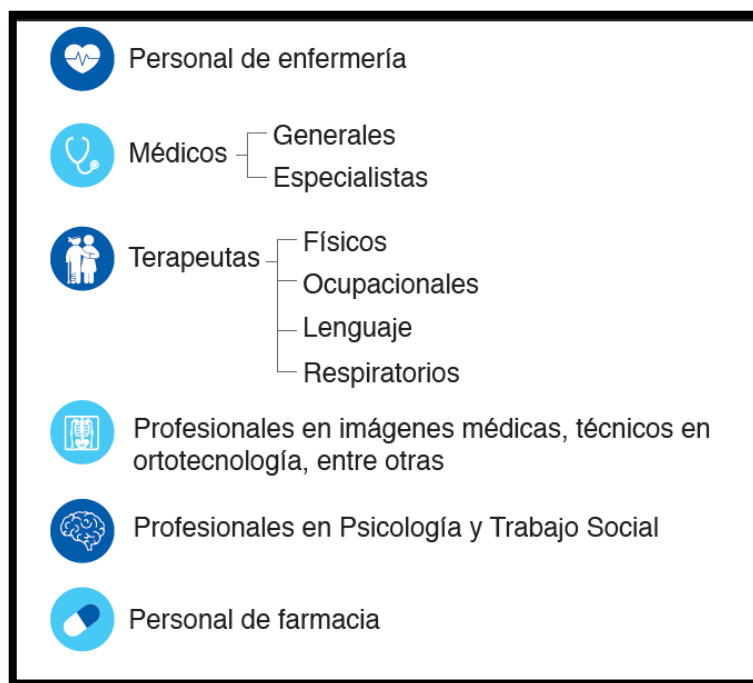 Personal de enfermería
Médicos
Generales
Especialistas
Terapeutas
Físicos
Ocupacionales
Lenguaje
Respiratorios
Profesionales en imágenes médicas, técnicos en
ortotecnología, entre otras
Profesionales en Psicología y Trabajo Social
Personal de farmacia